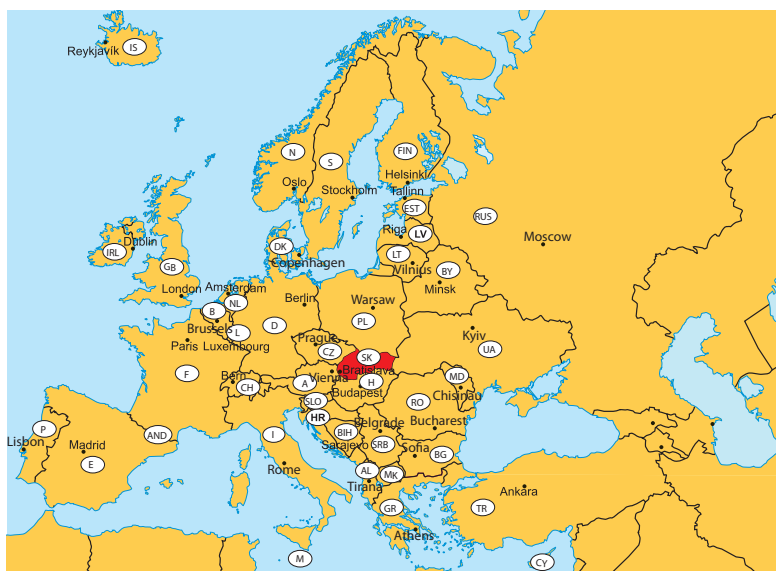 IS
Reykjavík
N
S
FIN
Oslo
Stockholm
Helsinki
Tallinn
EST
RUS
Riga
LV
Moscow
IRL
Dublin
GB
DK
Copenhagen
LT
Vilnius
BY
Minsk
London
Amsterdam
NL
Berlin
Warsaw
PL
B
Brussels
L
D
Paris
Luxembourg
Prague
CZ
Kyiv
UA
SK
F
Bern
CH
Vienna
Bratislava
A
H
Budapest
MD
Chisinau
SLO
RO
HR
Belgrade
Bucharest
P
Lisbon
Madrid
E
AND
I
Rome
BIH
Sarajevo
SRB
Sofia
BG
AL
MK
Tirana
Ankara
TR
GR
Athens
M
CY